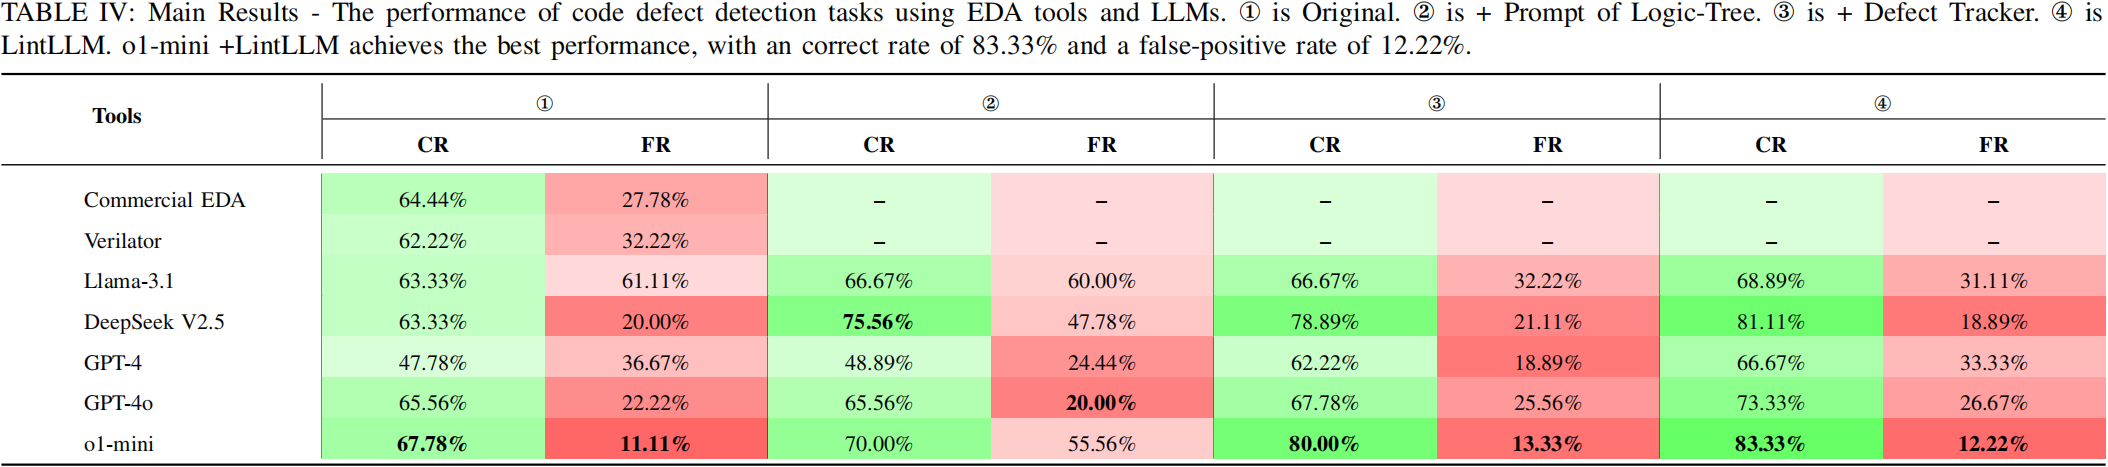 TABLE IV: Main Results - The performance of code defect detection tasks using EDA tools and LLMs. ① is Original. ② is + Prompt of Logic-Tree. ③ is + Defect Tracker. ④ is
LintLLM. o1-mini +LintLLM achieves the best performance, with an correct rate of 83.33% and a false-positive rate of 12.22%.
Tools ① ② ③ ④
CR FR CR FR CR FR CR FR
Commercial EDA 64.44% 27.78% – – – – – –
Verilator 62.22% 32.22% – – – – – –
Llama-3.1 63.33% 61.11% 66.67% 60.00% 66.67% 32.22% 68.89% 31.11%
DeepSeek V2.5 63.33% 20.00% 75.56% 47.78% 78.89% 21.11% 81.11% 18.89%
GPT-4 47.78% 36.67% 48.89% 24.44% 62.22% 18.89% 66.67% 33.33%
GPT-4o 65.56% 22.22% 65.56% 20.00% 67.78% 25.56% 73.33% 26.67%
o1-mini 67.78% 11.11% 70.00% 55.56% 80.00% 13.33% 83.33% 12.22%